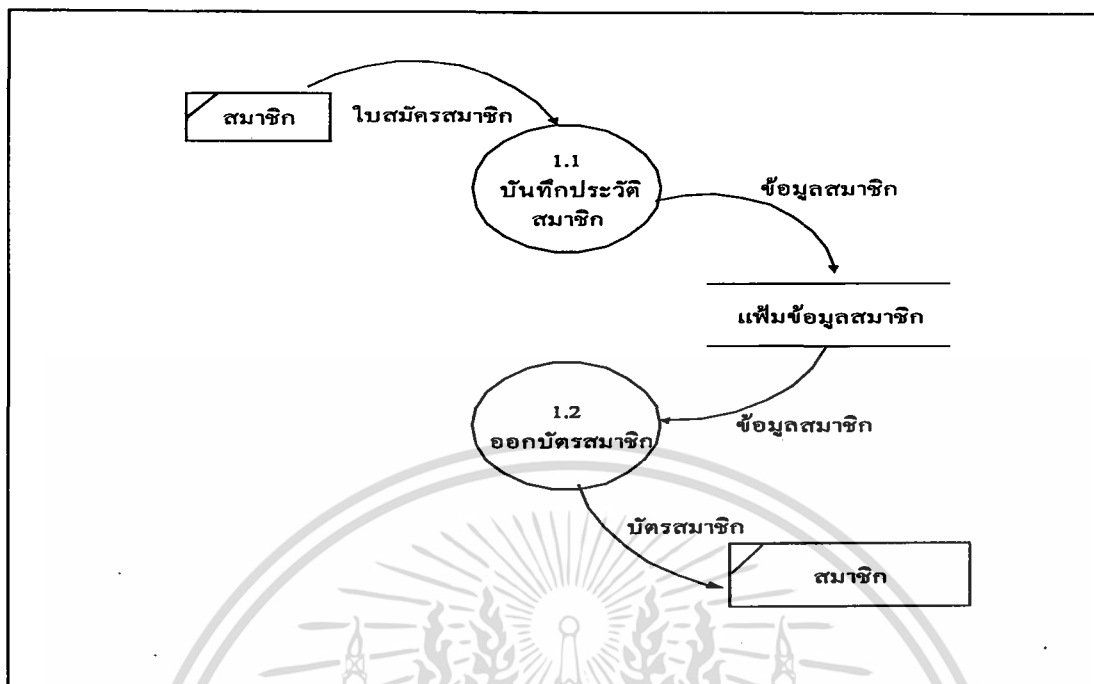 สมาชิก
ใบสมัครสมาชิก
1.1
บันทึกประวัติ
สมาชิก
ข้อมูลสมาชิก
แฟ้มข้อมูลสมาชิก
1.2
ออกบัตรสมาชิก
ข้อมูลสมาชิก
บัตรสมาชิก
สมาชิก